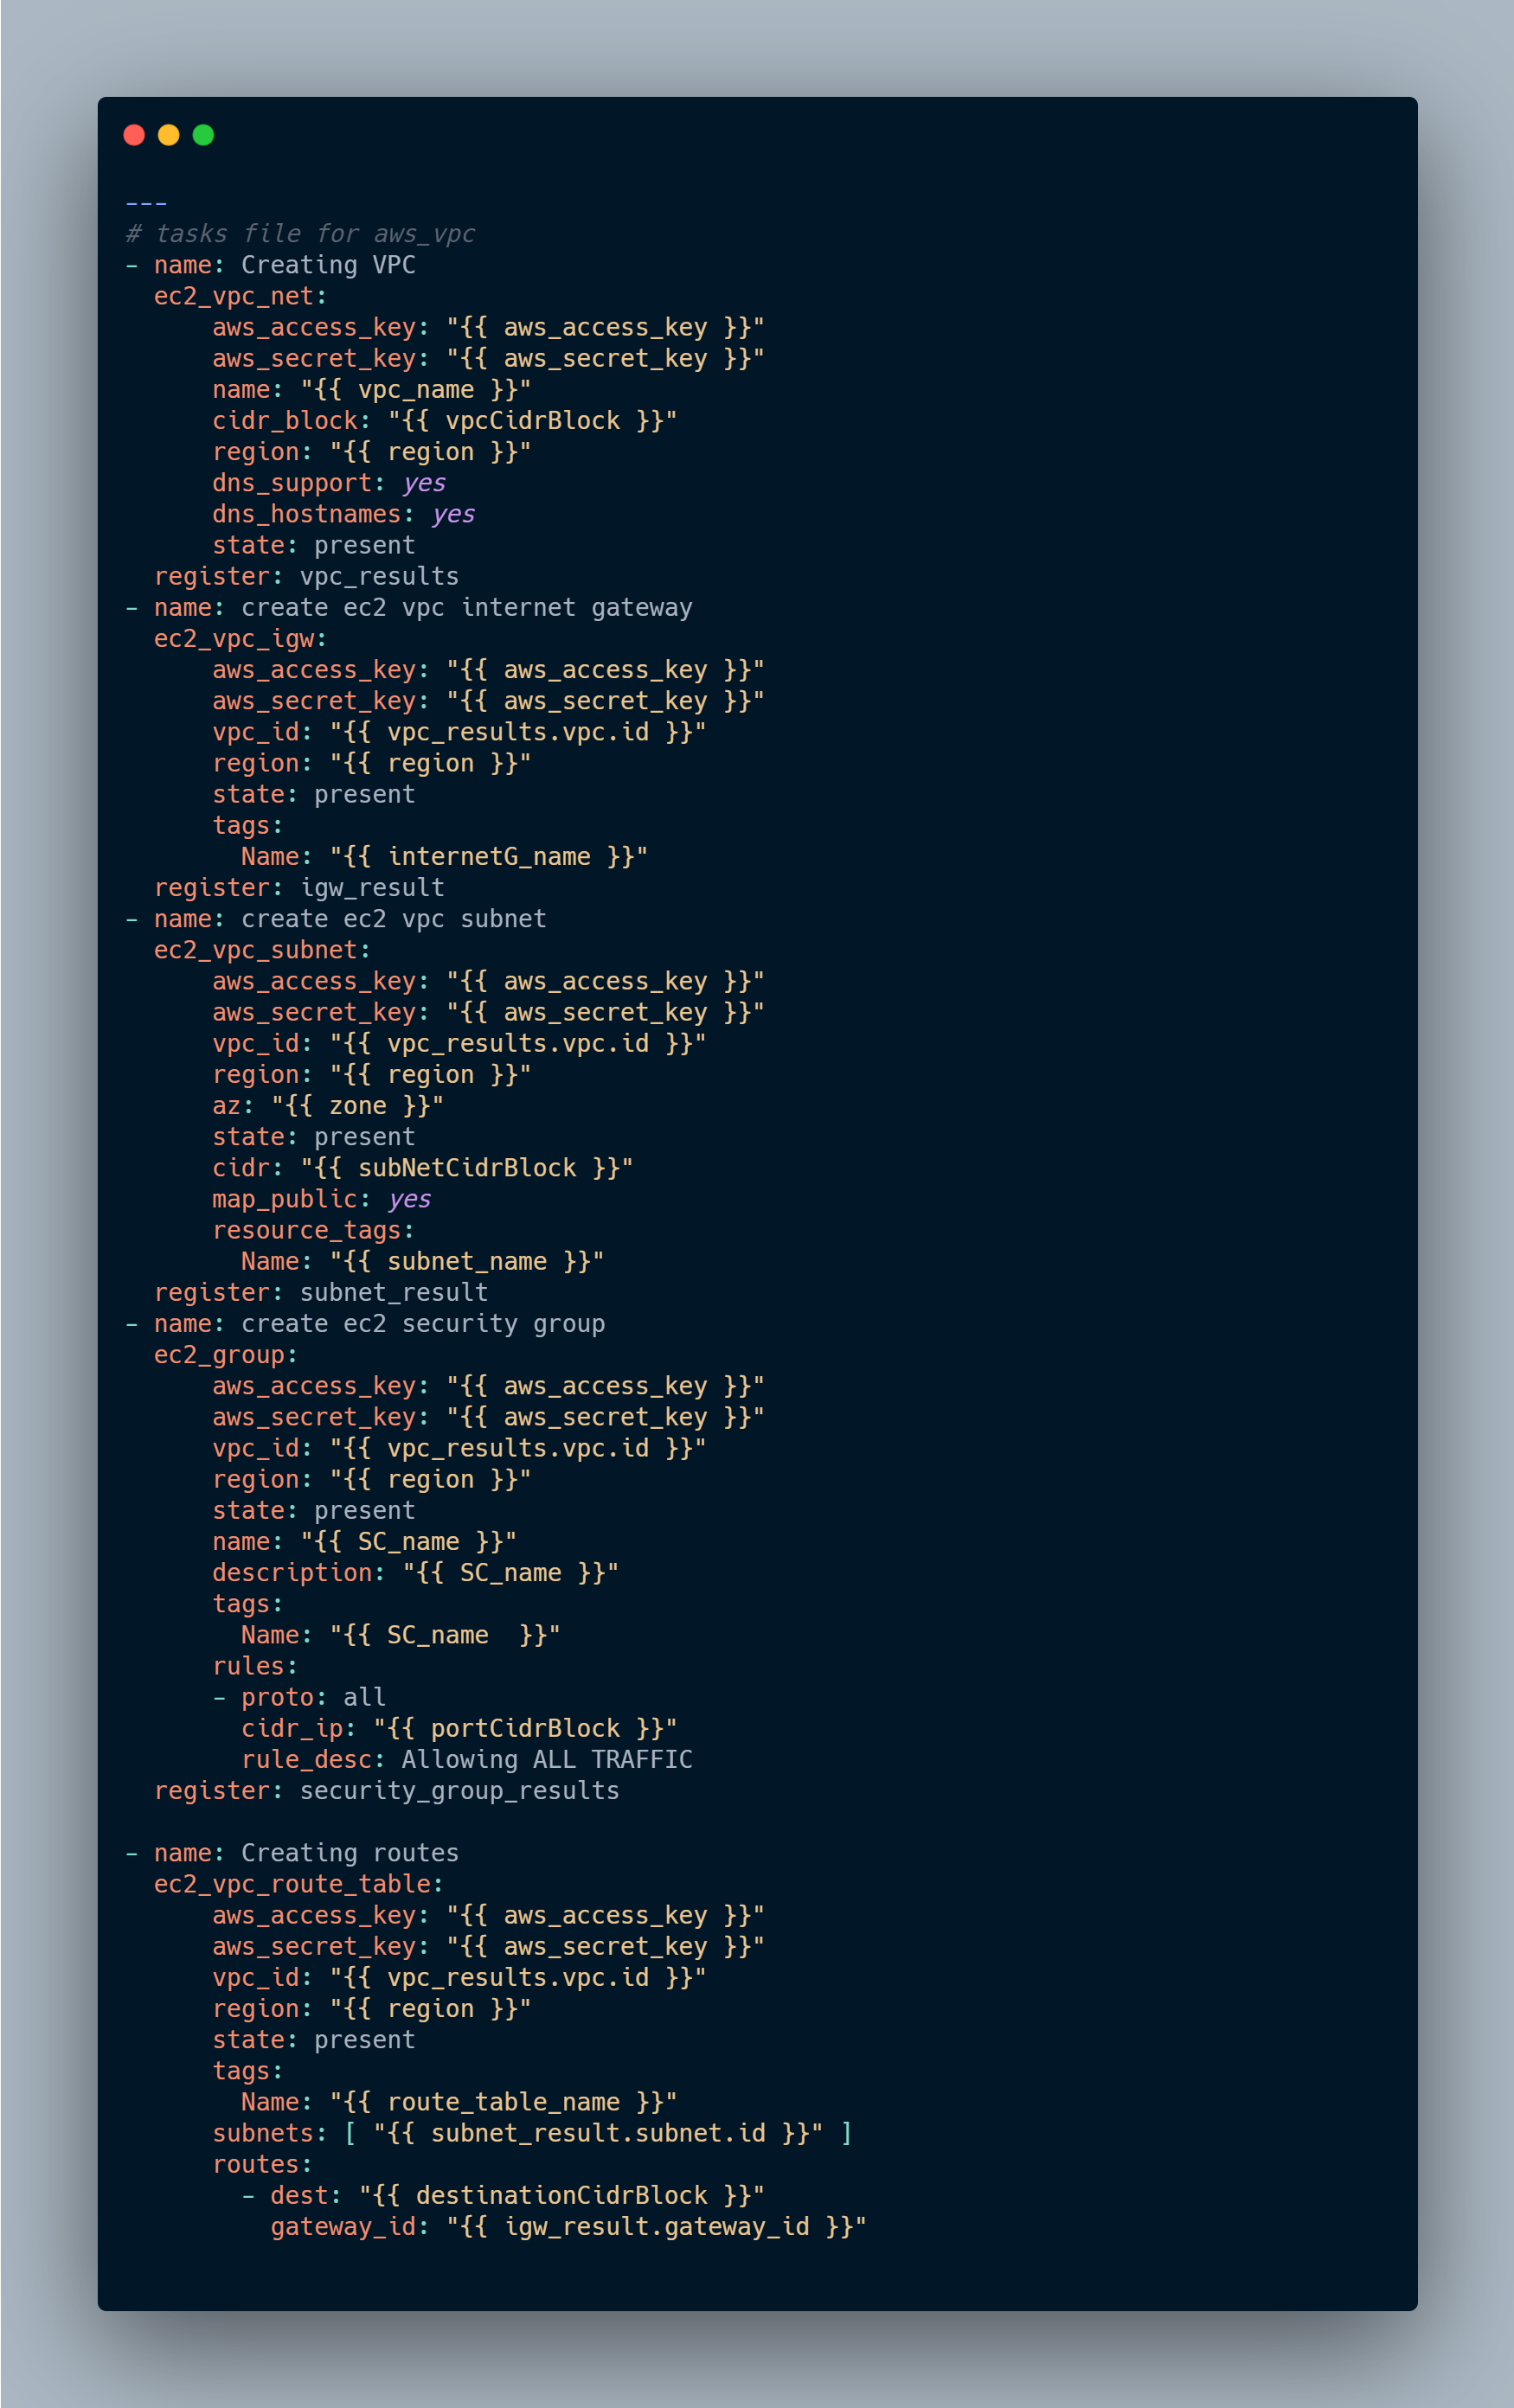 ---
# tasks file for aws_vpc
- name: Creating VPC
  ec2_vpc_net:
      aws_access_key: "{{ aws_access_key }}"
      aws_secret_key: "{{ aws_secret_key }}"
      name: "{{ vpc_name }}"
      cidr_block: "{{ vpcCidrBlock }}"
      region: "{{ region }}"
      dns_support: yes
      dns_hostnames: yes
      state: present
  register: vpc_results
- name: create ec2 vpc internet gateway
  ec2_vpc_igw:
      aws_access_key: "{{ aws_access_key }}"
      aws_secret_key: "{{ aws_secret_key }}"
      vpc_id: "{{ vpc_results.vpc.id }}"
      region: "{{ region }}"
      state: present
      tags:
        Name: "{{ internetG_name }}"
  register: igw_result
- name: create ec2 vpc subnet
  ec2_vpc_subnet:
      aws_access_key: "{{ aws_access_key }}"
      aws_secret_key: "{{ aws_secret_key }}"
      vpc_id: "{{ vpc_results.vpc.id }}"
      region: "{{ region }}"
      az: "{{ zone }}"
      state: present
      cidr: "{{ subNetCidrBlock }}"
      map_public: yes
      resource_tags:
        Name: "{{ subnet_name }}"
  register: subnet_result
- name: create ec2 security group
  ec2_group:
      aws_access_key: "{{ aws_access_key }}"
      aws_secret_key: "{{ aws_secret_key }}"
      vpc_id: "{{ vpc_results.vpc.id }}"
      region: "{{ region }}"
      state: present
      name: "{{ SC_name }}"
      description: "{{ SC_name }}"
      tags:
        Name: "{{ SC_name  }}"
      rules:
      - proto: all
        cidr_ip: "{{ portCidrBlock }}"
        rule_desc: Allowing ALL TRAFFIC
  register: security_group_results

- name: Creating routes
  ec2_vpc_route_table:
      aws_access_key: "{{ aws_access_key }}"
      aws_secret_key: "{{ aws_secret_key }}"
      vpc_id: "{{ vpc_results.vpc.id }}"
      region: "{{ region }}"
      state: present
      tags:
        Name: "{{ route_table_name }}"
      subnets: [ "{{ subnet_result.subnet.id }}" ]
      routes:
        - dest: "{{ destinationCidrBlock }}"
          gateway_id: "{{ igw_result.gateway_id }}"